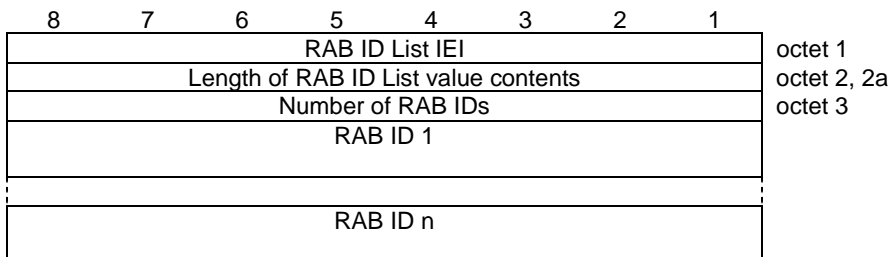 8 7 6 5 4 3 2 1
RAB ID List IEI octet 1
Length of RAB ID List value contents octet 2, 2a
Number of RAB IDs octet 3
RAB ID 1
RAB ID n